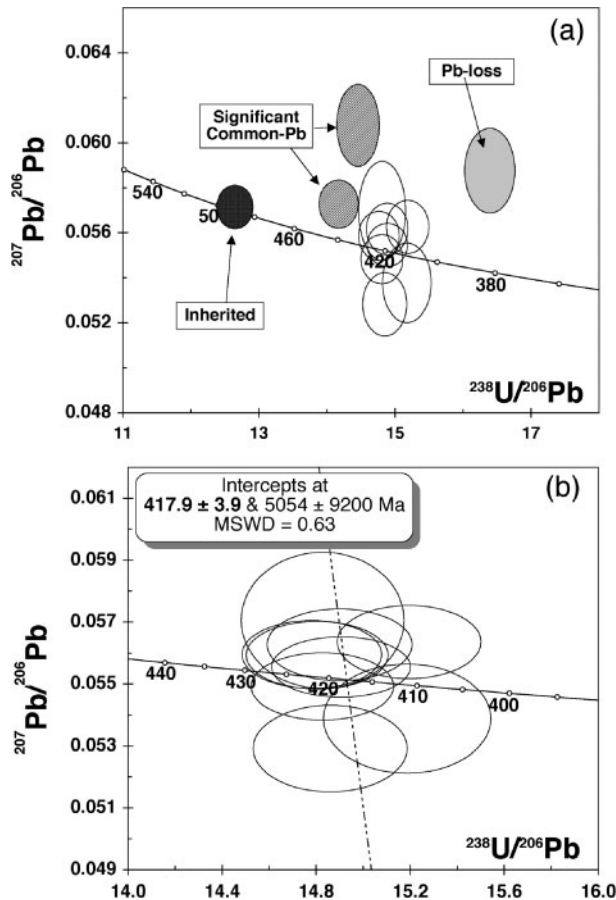 (a)
0.064
0.060
0.056
0.052
0.048
²⁰⁷Pb/²⁰⁶Pb
Pb-loss
Significant
Common-Pb
Inherited
540
50
460
420
380
²³⁸U/²⁰⁶Pb
11
13
15
17
(b)
Intercepts at
417.9 ± 3.9 & 5054 ± 9200 Ma
MSWD = 0.63
0.061
0.059
0.057
0.055
0.053
0.051
0.049
²⁰⁷Pb/²⁰⁶Pb
440
430
420
410
400
²³⁸U/²⁰⁶Pb
14.0
14.4
14.8
15.2
15.6
16.0